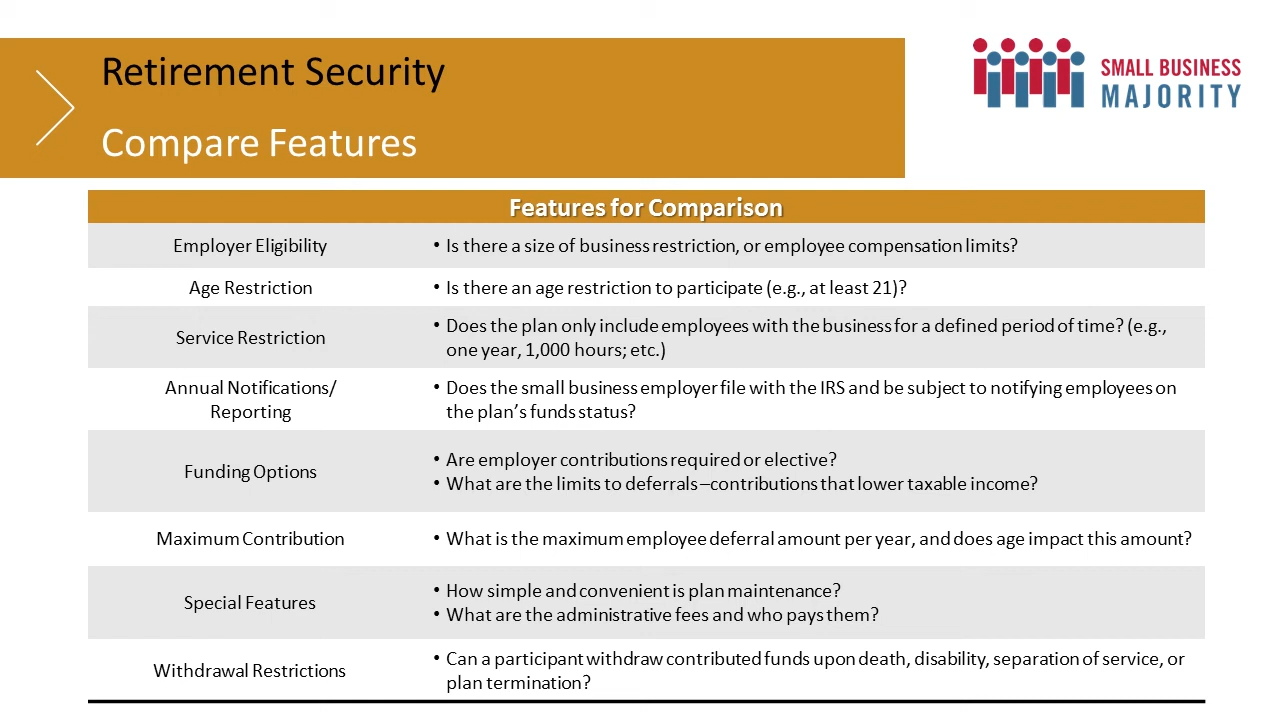 Retirement Security
Compare Features
SMALL BUSINESS
MAJORITY
Features for Comparison
Employer Eligibility
• Is there a size of business restriction, or employee compensation limits?
Age Restriction
• Is there an age restriction to participate (e.g., at least 21)?
Service Restriction
• Does the plan only include employees with the business for a defined period of time? (e.g.,
one year, 1,000 hours; etc.)
Annual Notifications/
Reporting
• Does the small business employer file with the IRS and be subject to notifying employees on
the plan’s funds status?
Funding Options
• Are employer contributions required or elective?
• What are the limits to deferrals –contributions that lower taxable income?
Maximum Contribution
• What is the maximum employee deferral amount per year, and does age impact this amount?
Special Features
• How simple and convenient is plan maintenance?
• What are the administrative fees and who pays them?
Withdrawal Restrictions
• Can a participant withdraw contributed funds upon death, disability, separation of service, or
plan termination?